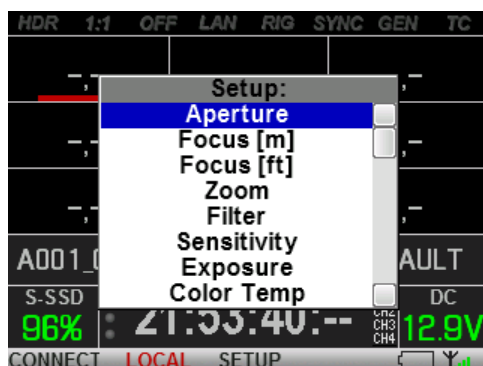 HDR 1:1 OFF LAN RIG SYNC GEN TC
-,- -,-
Setup:
Aperture
Focus [m]
Focus [ft]
Zoom
Filter
Sensitivity
Exposure
Color Temp
-,- -,-
-,- -,-
A001_ AULT
S-SSD DC
96% 21:53:40:-- CH2 CH3 CH4 12.9V
CONNECT LOCAL SETUP